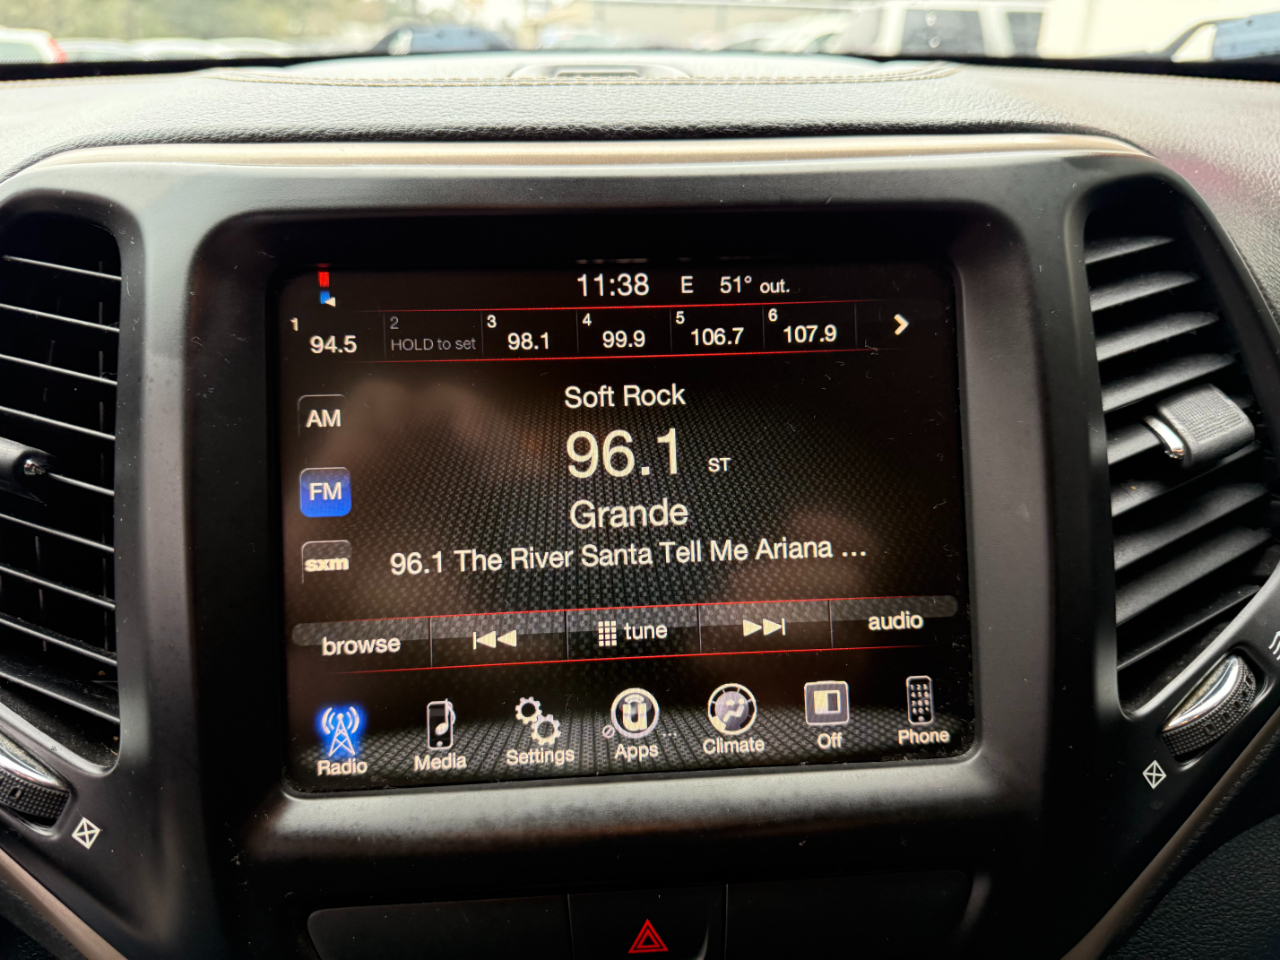 11:38 E 51° out.
1 94.5 2 HOLD to set 3 98.1 4 99.9 5 106.7 6 107.9
Soft Rock
AM
96.1 ST
FM
Grande
96.1 The River Santa Tell Me Ariana ...
sxm
browse tune audio
Radio Media Settings Apps Climate Off Phone